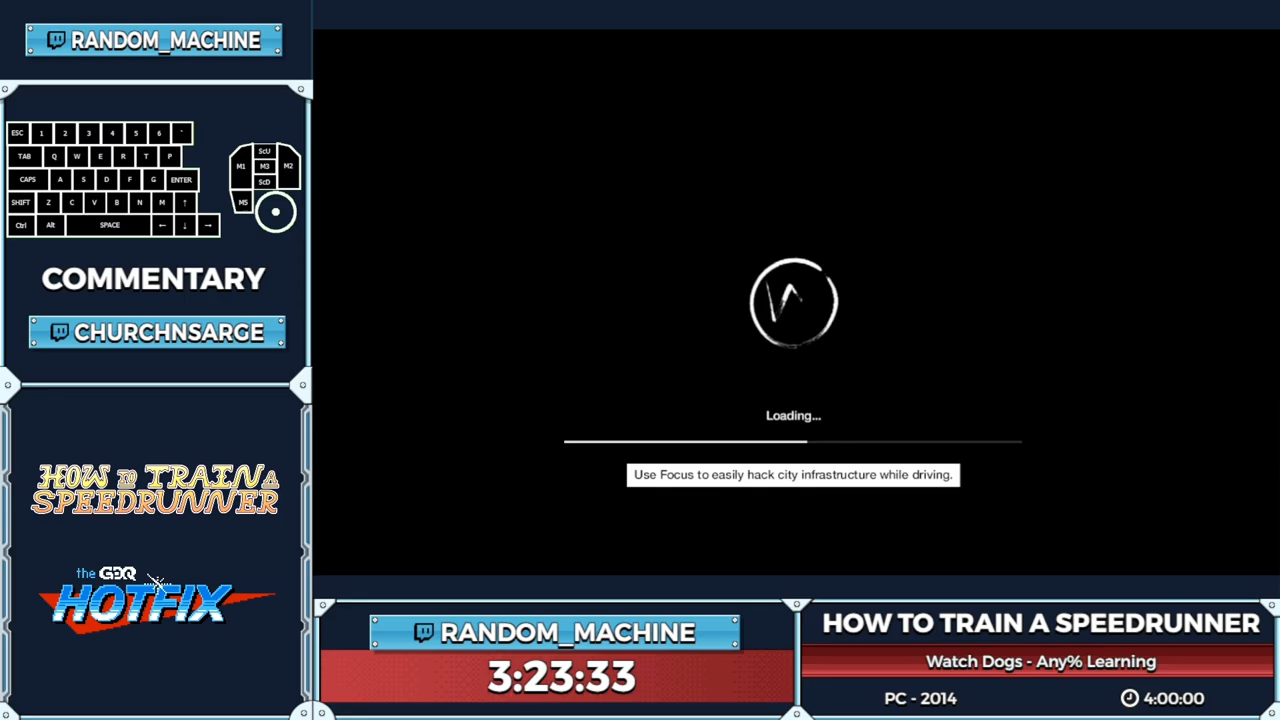 RANDOM_MACHINE
ESC 1 2 3 4 5 6 `
TAB Q W E R T P
CAPS A S D F G ENTER
SHIFT Z X C V B N M ↑
Ctrl Alt SPACE ← ↓ →
ScU
M1 M3 M2
ScD
M5
COMMENTARY
CHURCHNSARGE
HOW TO TRAIN A
SPEEDRUNNER
the GDQ
HOTFIX
Loading...
Use Focus to easily hack city infrastructure while driving.
RANDOM_MACHINE
3:23:33
HOW TO TRAIN A SPEEDRUNNER
Watch Dogs - Any% Learning
PC - 2014
4:00:00